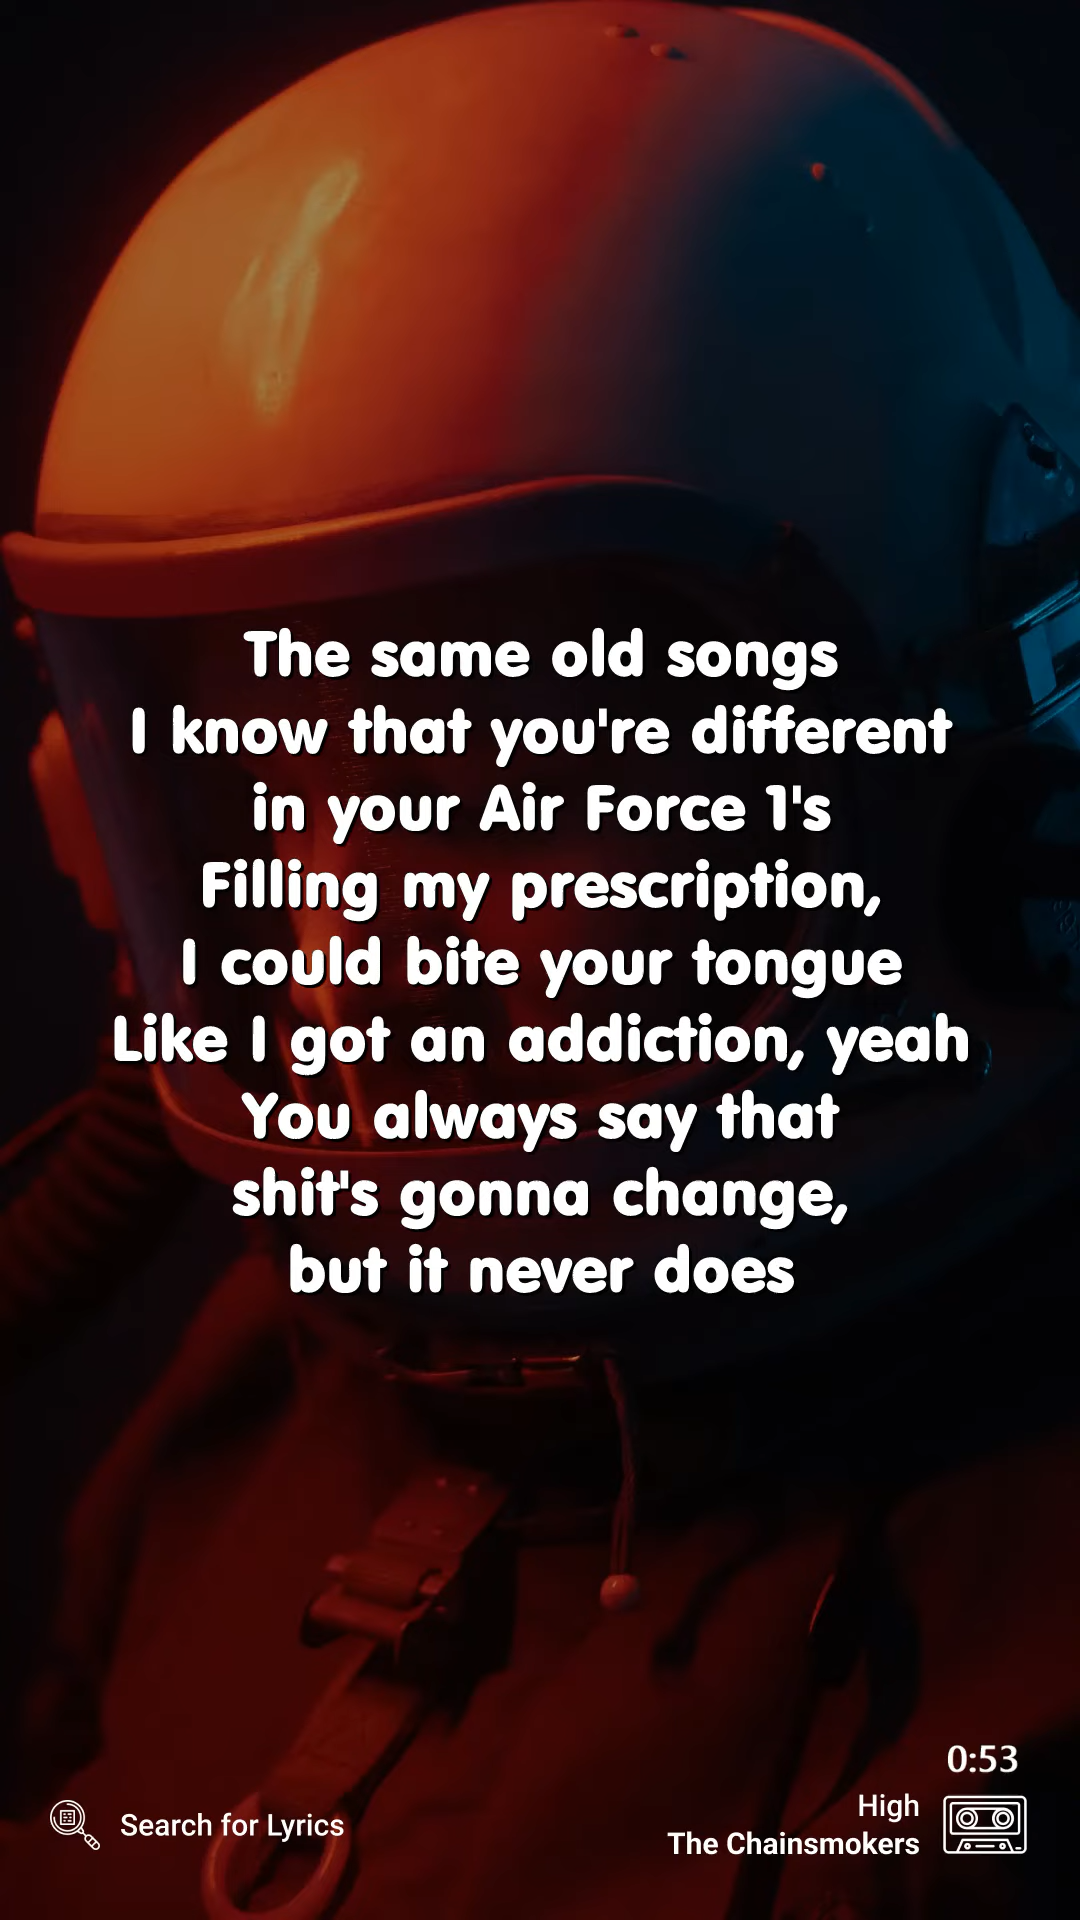 The same old songs
I know that you're different
in your Air Force 1's
Filling my prescription,
I could bite your tongue
Like I got an addiction, yeah
You always say that
shit's gonna change,
but it never does
0:53
Search for Lyrics
High
The Chainsmokers